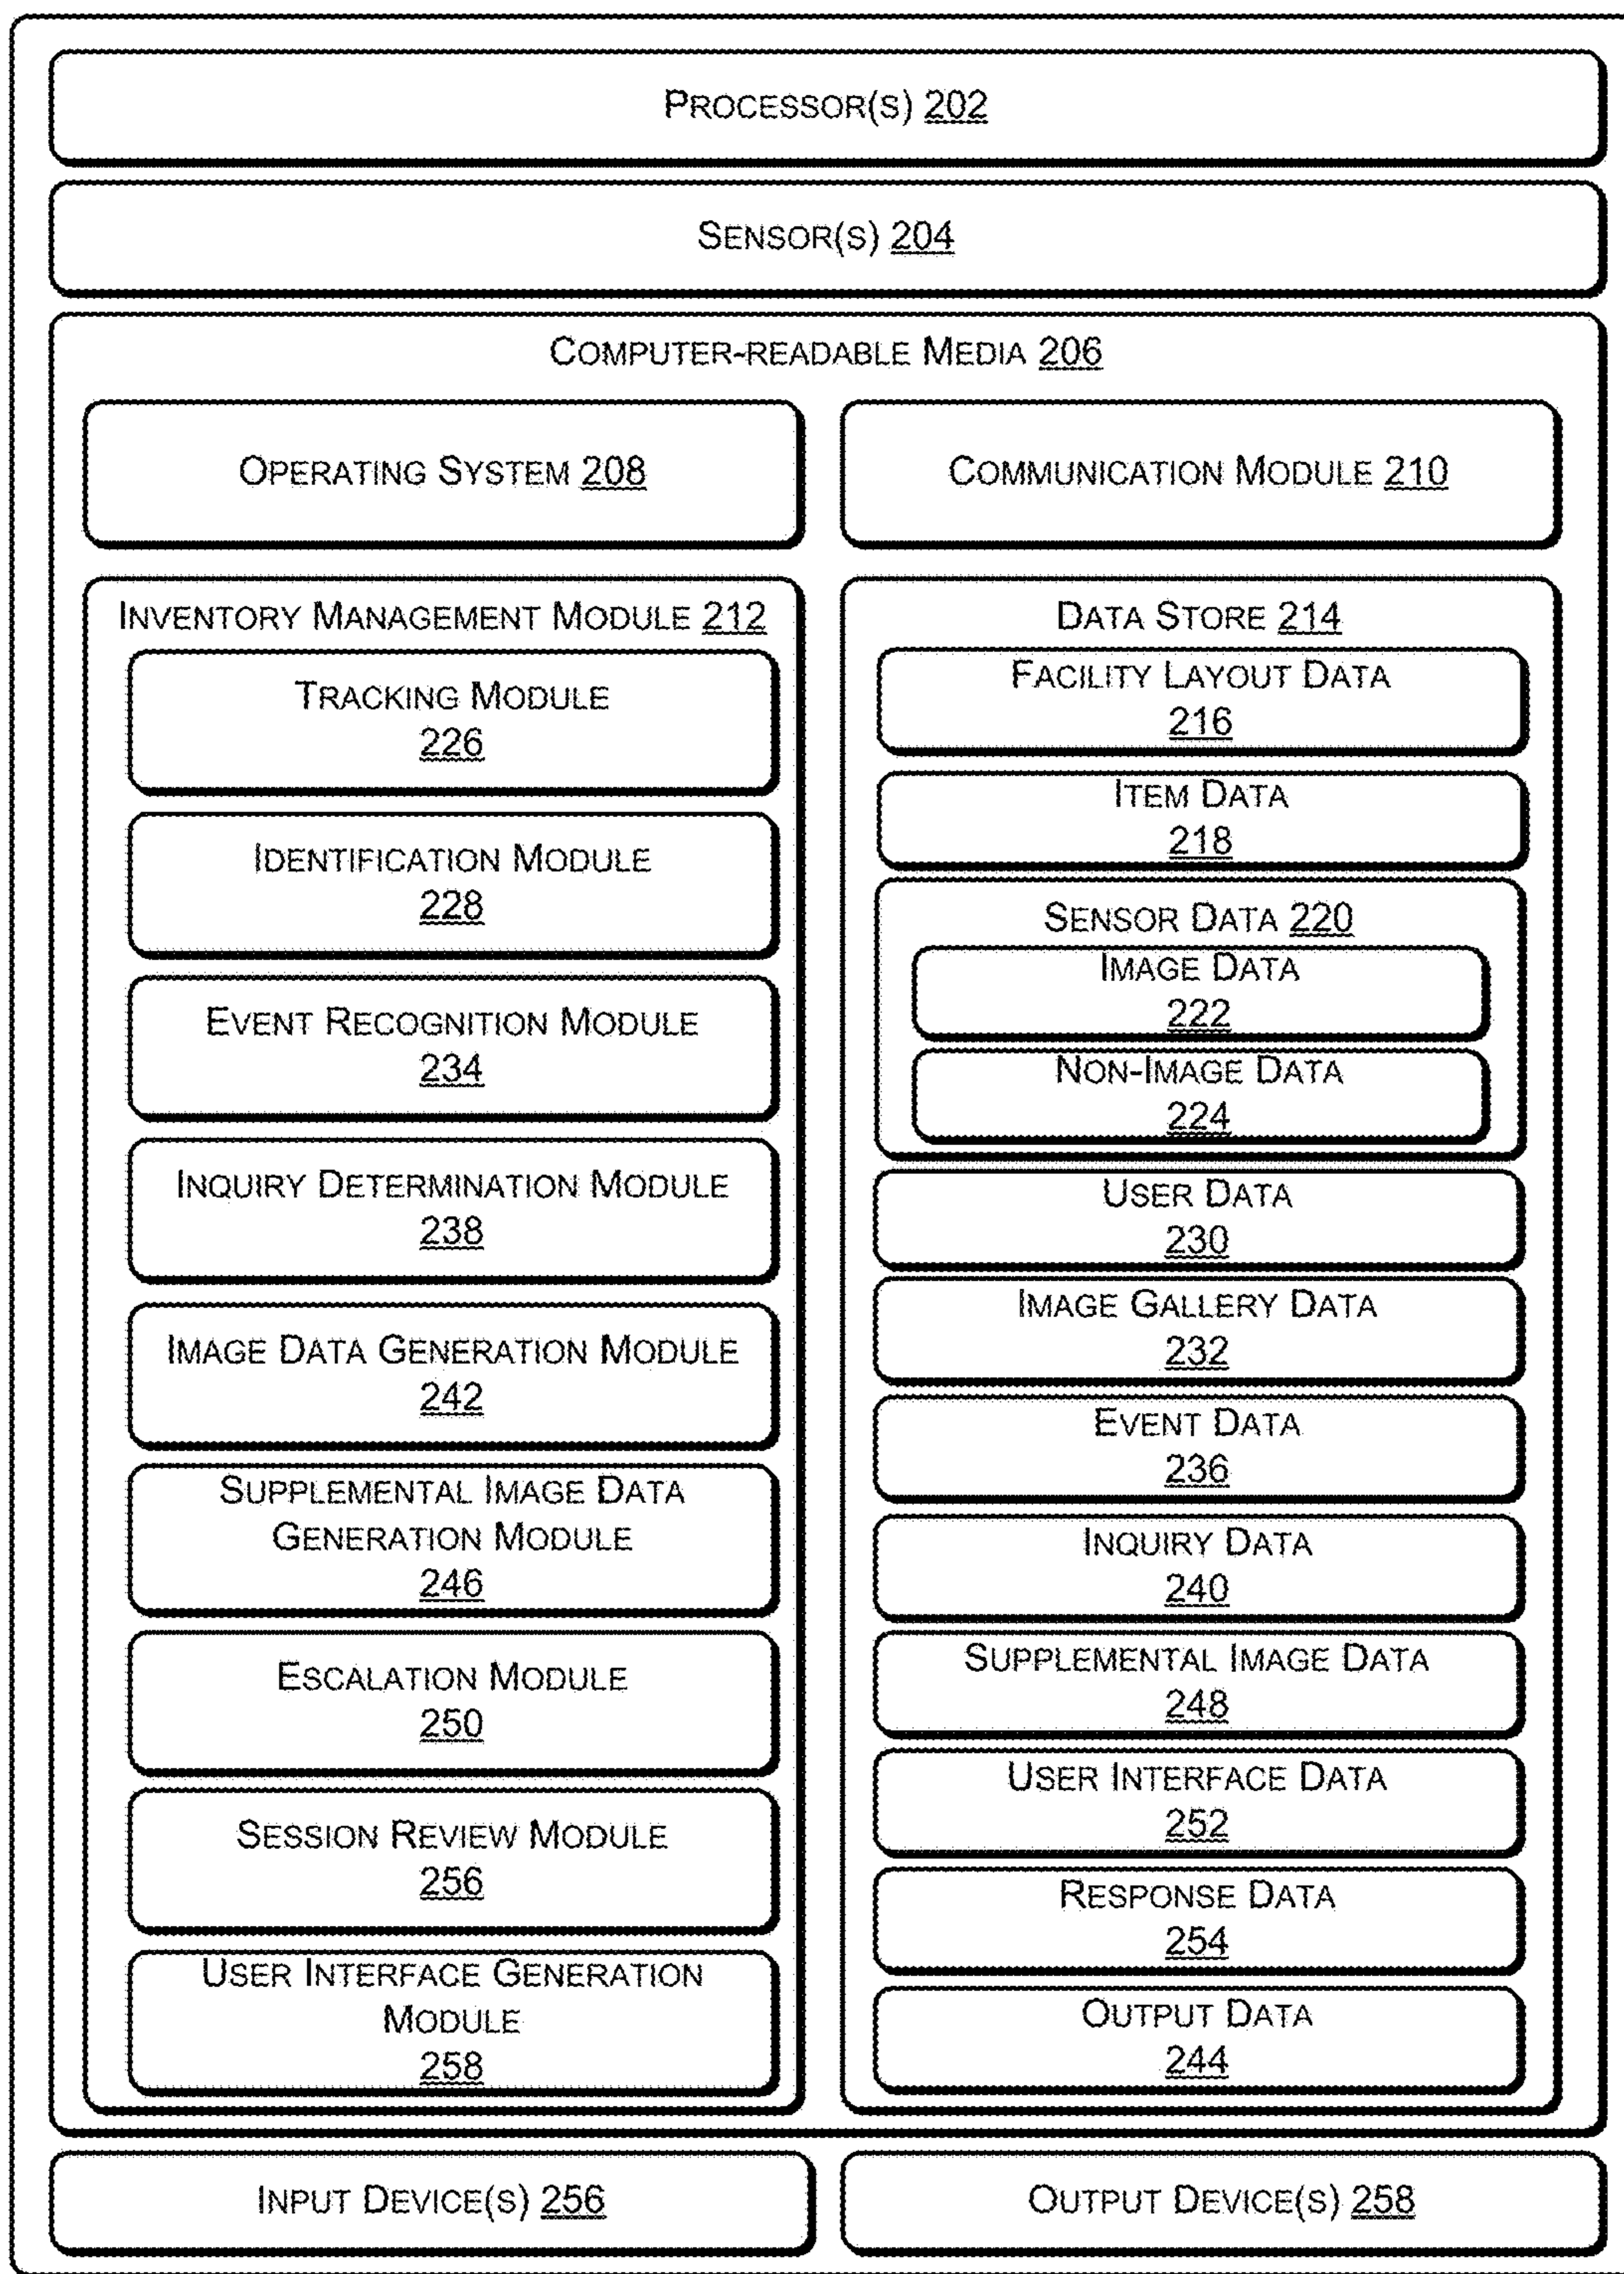 PROCESSOR(S) 202
SENSOR(S) 204
COMPUTER-READABLE MEDIA 206
OPERATING SYSTEM 208
COMMUNICATION MODULE 210
INVENTORY MANAGEMENT MODULE 212
TRACKING MODULE
226
IDENTIFICATION MODULE
228
EVENT RECOGNITION MODULE
234
INQUIRY DETERMINATION MODULE
238
IMAGE DATA GENERATION MODULE
242
SUPPLEMENTAL IMAGE DATA
GENERATION MODULE
246
ESCALATION MODULE
250
SESSION REVIEW MODULE
256
USER INTERFACE GENERATION
MODULE
258
DATA STORE 214
FACILITY LAYOUT DATA
216
ITEM DATA
218
SENSOR DATA 220
IMAGE DATA
222
NON-IMAGE DATA
224
USER DATA
230
IMAGE GALLERY DATA
232
EVENT DATA
236
INQUIRY DATA
240
SUPPLEMENTAL IMAGE DATA
248
USER INTERFACE DATA
252
RESPONSE DATA
254
OUTPUT DATA
244
INPUT DEVICE(S) 256
OUTPUT DEVICE(S) 258